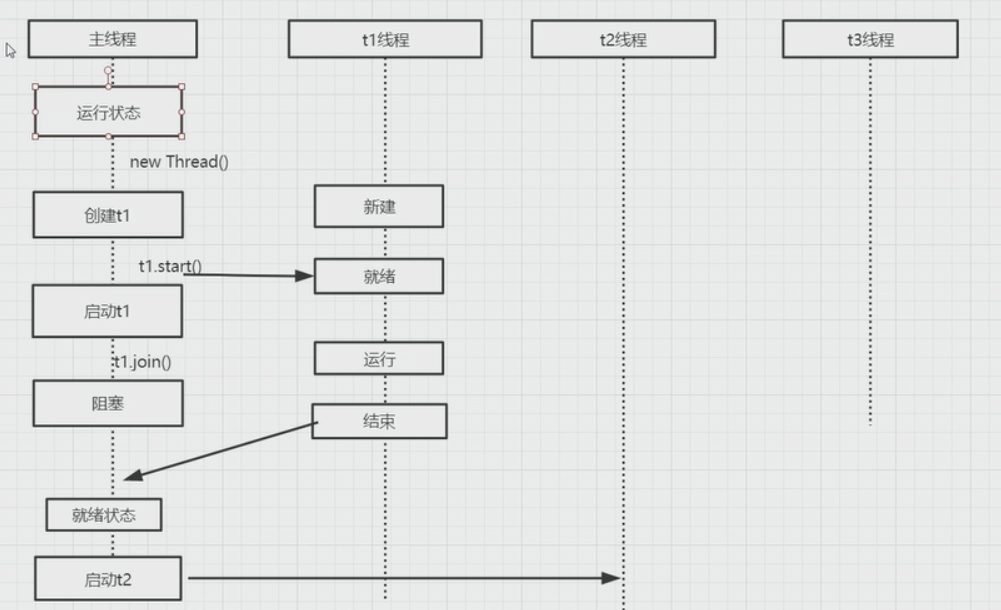 主线程
t1线程
t2线程
t3线程
运行状态
new Thread()
创建t1
新建
t1.start()
就绪
启动t1
t1.join()
运行
阻塞
结束
就绪状态
启动t2